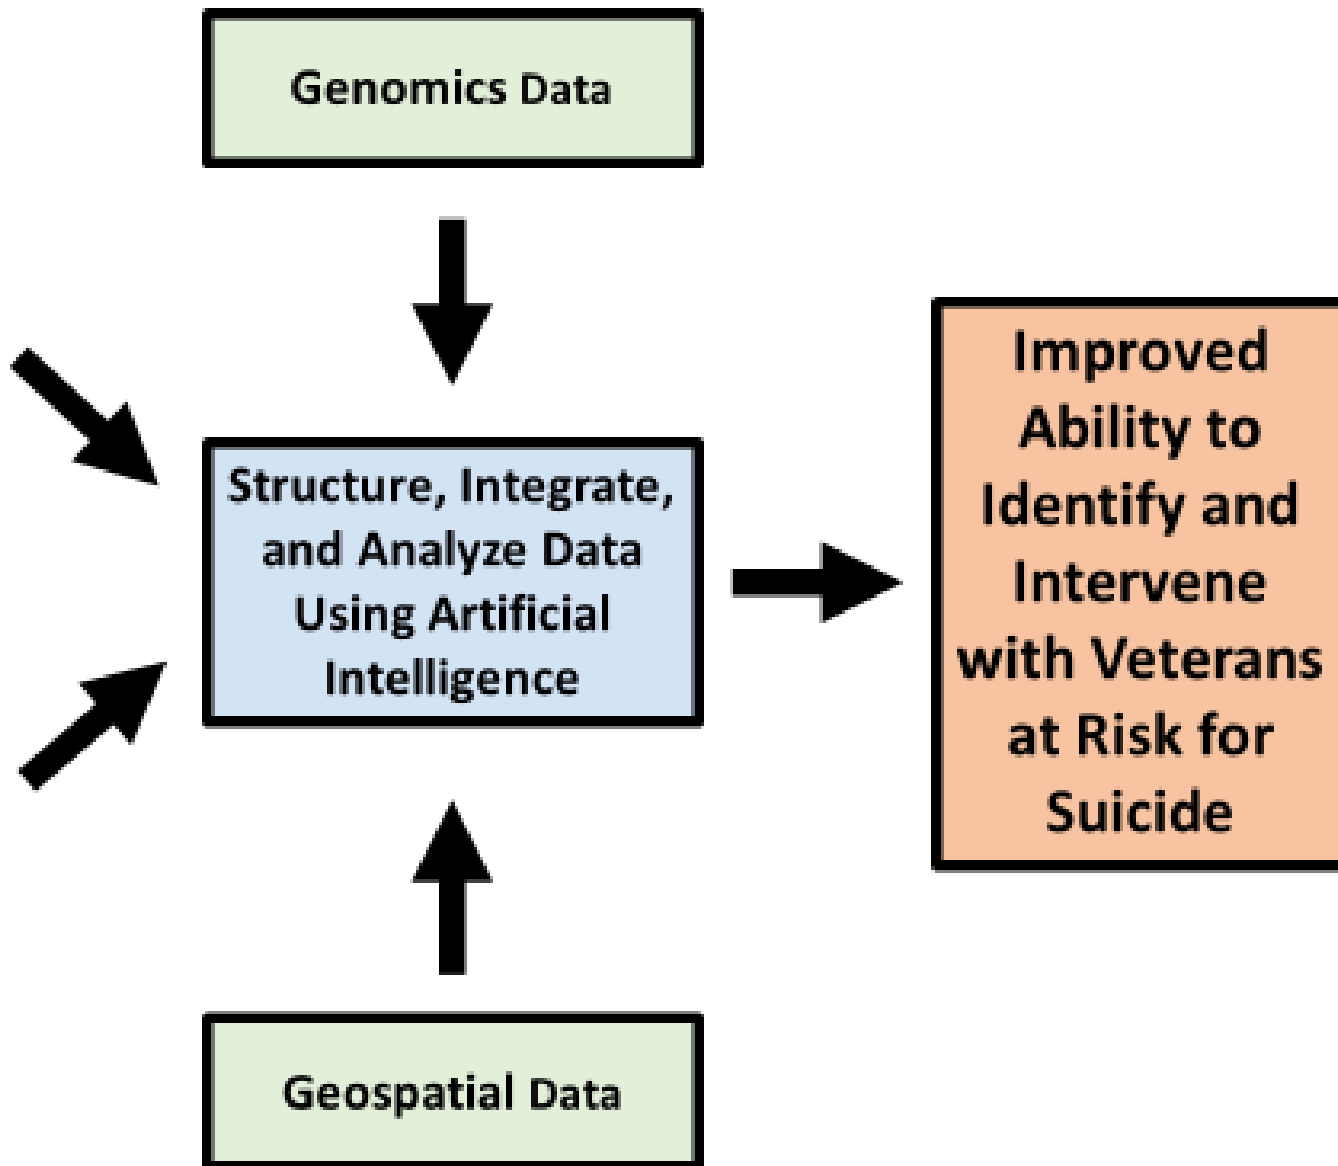 Genomics Data
Structure, Integrate,
and Analyze Data
Using Artificial
Intelligence
Improved
Ability to
Identify and
Intervene
with Veterans
at Risk for
Suicide
Geospatial Data